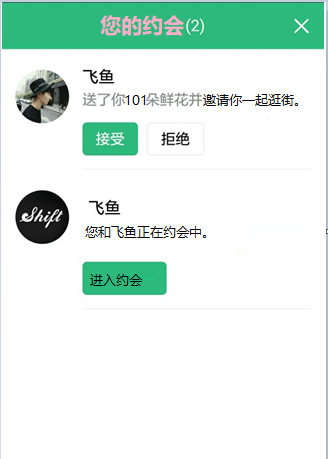 您的约会(2)
飞鱼
送了你101朵鲜花并邀请你一起逛街。
接受 拒绝
Shift
飞鱼
您和飞鱼正在约会中。
进入约会